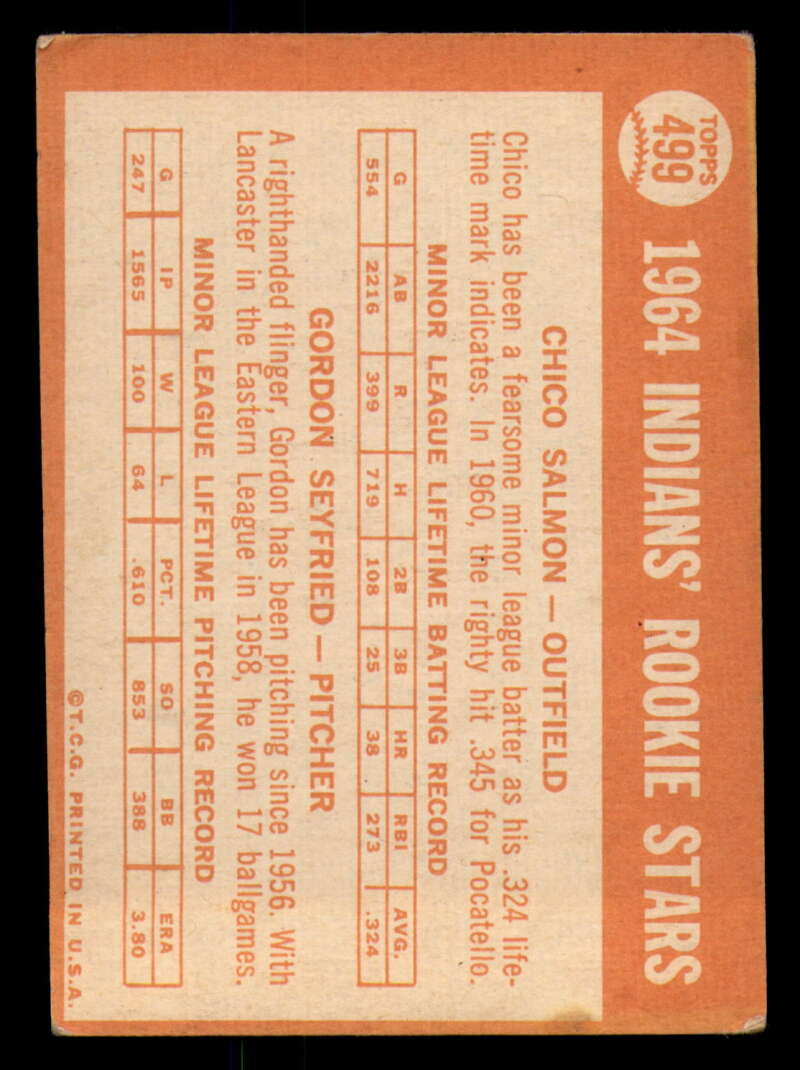 TOPPS
499
1964 INDIANS' ROOKIE STARS
CHICO SALMON — OUTFIELD
Chico has been a fearsome minor league batter as his .324 life-
time mark indicates. In 1960, the righty hit .345 for Pocatello.
MINOR LEAGUE LIFETIME BATTING RECORD
G AB R H 2B 3B HR RBI AVG.
554 2216 399 719 108 25 38 273 .324
GORDON SEYFRIED — PITCHER
A righthanded flinger, Gordon has been pitching since 1956. With
Lancaster in the Eastern League in 1958, he won 17 ballgames.
MINOR LEAGUE LIFETIME PITCHING RECORD
G IP W L PCT. SO BB ERA
247 1565 100 64 .610 853 388 3.80
©T.C.G. PRINTED IN U.S.A.